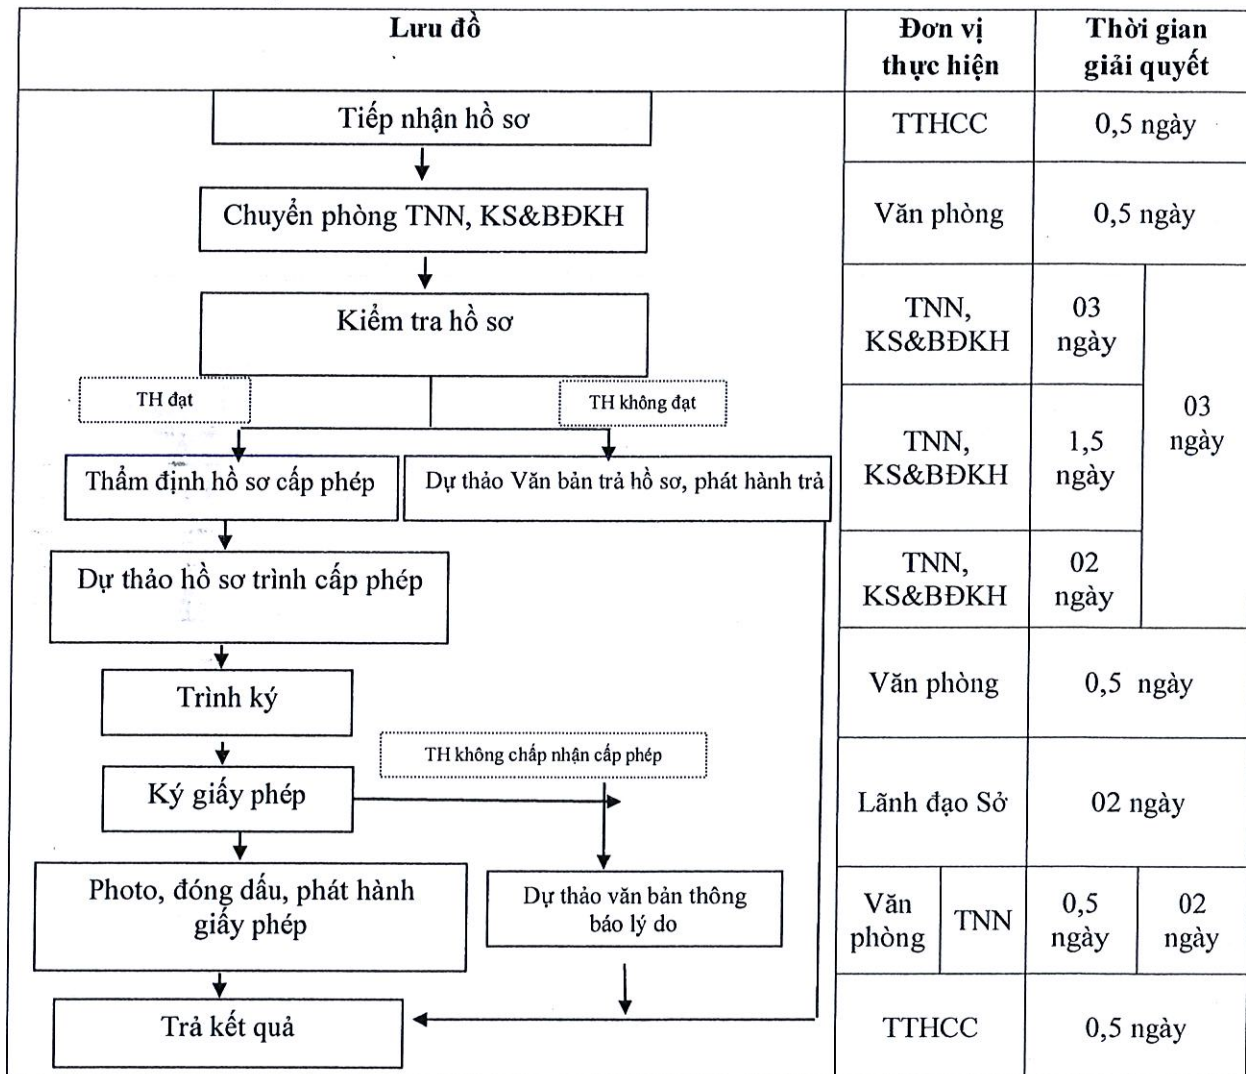 Lưu đồ
Đơn vị
thực hiện
Thời gian
giải quyết
Tiếp nhận hồ sơ
TTHCC
0,5 ngày
Chuyển phòng TNN, KS&BĐKH
Văn phòng
0,5 ngày
Kiểm tra hồ sơ
TNN,
KS&BĐKH
03
ngày
TH đạt
TH không đạt
03
ngày
Thẩm định hồ sơ cấp phép
Dự thảo Văn bản trả hồ sơ, phát hành trả
TNN,
KS&BĐKH
1,5
ngày
Dự thảo hồ sơ trình cấp phép
TNN,
KS&BĐKH
02
ngày
Trình ký
Văn phòng
0,5 ngày
TH không chấp nhận cấp phép
Ký giấy phép
Lãnh đạo Sở
02 ngày
Photo, đóng dấu, phát hành
giấy phép
Dự thảo văn bản thông
báo lý do
Văn
phòng
TNN
0,5
ngày
02
ngày
Trả kết quả
TTHCC
0,5 ngày